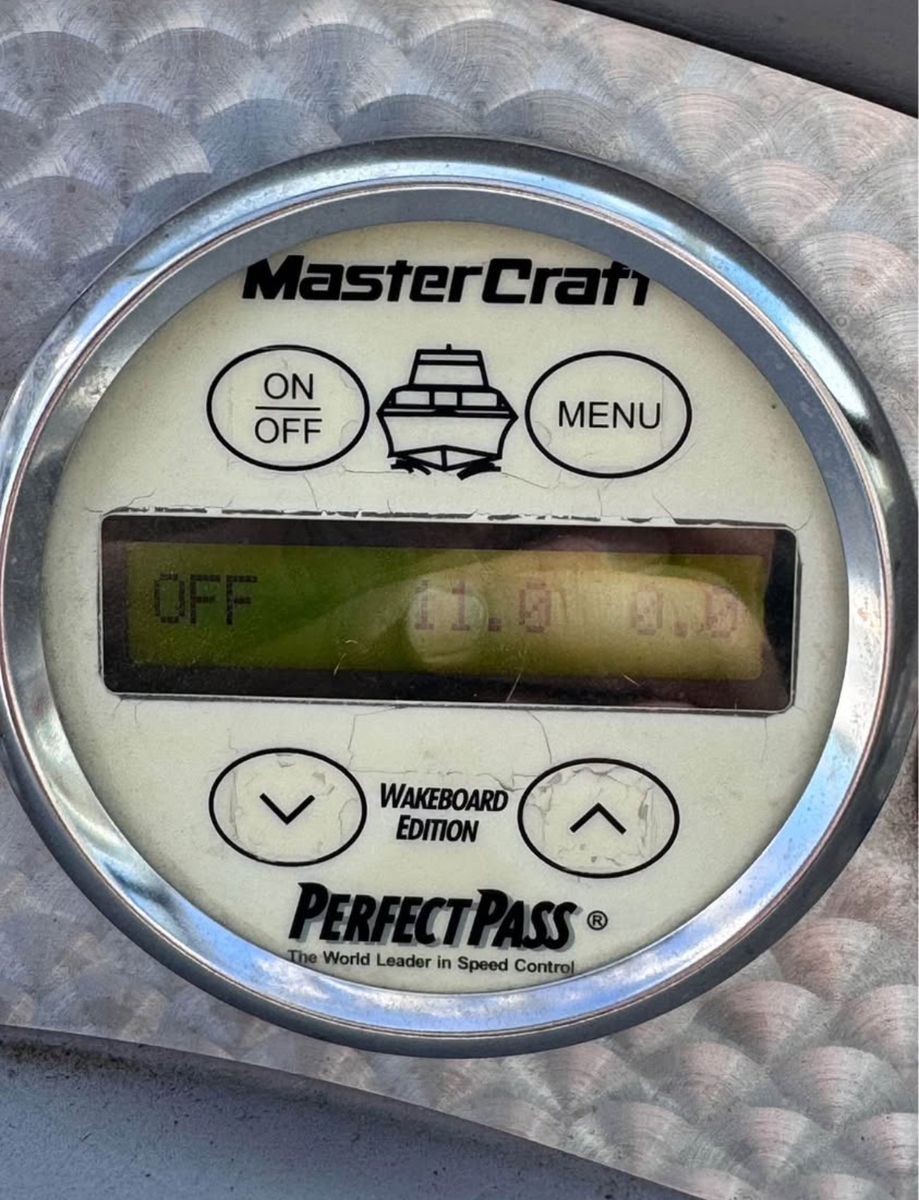 MasterCraft
ON
OFF
MENU
OFF 11.0 0.0
WAKEBOARD
EDITION
PERFECTPASS®
The World Leader in Speed Control